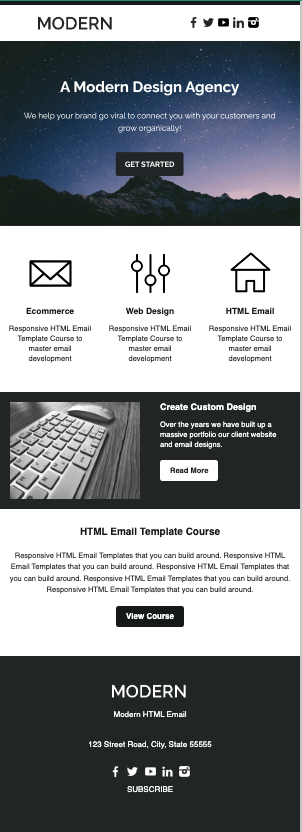 MODERN
A Modern Design Agency
We help your brand go viral to connect you with your customers and
grow organically!
GET STARTED
Ecommerce
Responsive HTML Email
Template Course to
master email
development
Web Design
Responsive HTML Email
Template Course to
master email
development
HTML Email
Responsive HTML Email
Template Course to
master email
development
Create Custom Design
Over the years we have built up a
massive portfolio our client website
and email designs.
Read More
HTML Email Template Course
Responsive HTML Email Templates that you can build around. Responsive HTML
Email Templates that you can build around. Responsive HTML Email Templates that
you can build around. Responsive HTML Email Templates that you can build around.
Responsive HTML Email Templates that you can build around.
View Course
MODERN
Modern HTML Email
123 Street Road, City, State 55555
SUBSCRIBE